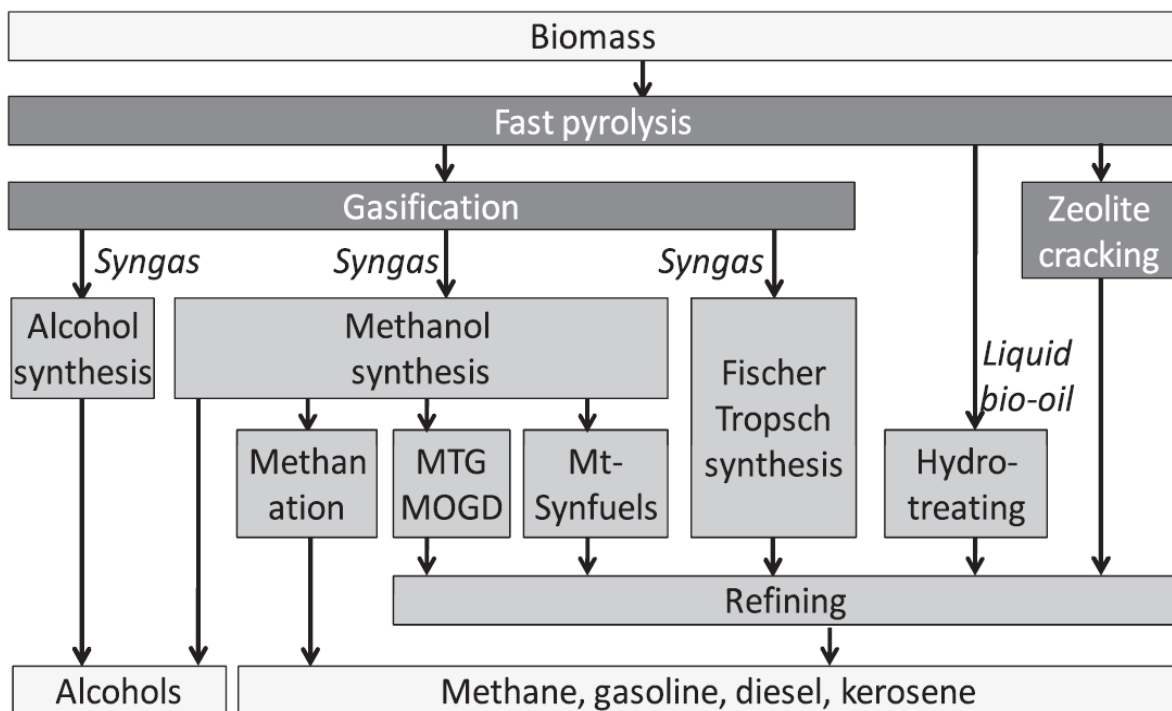 Biomass
Fast pyrolysis
Gasification
Zeolite
cracking
Syngas
Syngas
Syngas
Alcohol
synthesis
Methanol
synthesis
Fischer
Tropsch
synthesis
Liquid
bio-oil
Methan
ation
MTG
MOGD
Mt-
Synfuels
Hydro-
treating
Refining
Alcohols
Methane, gasoline, diesel, kerosene